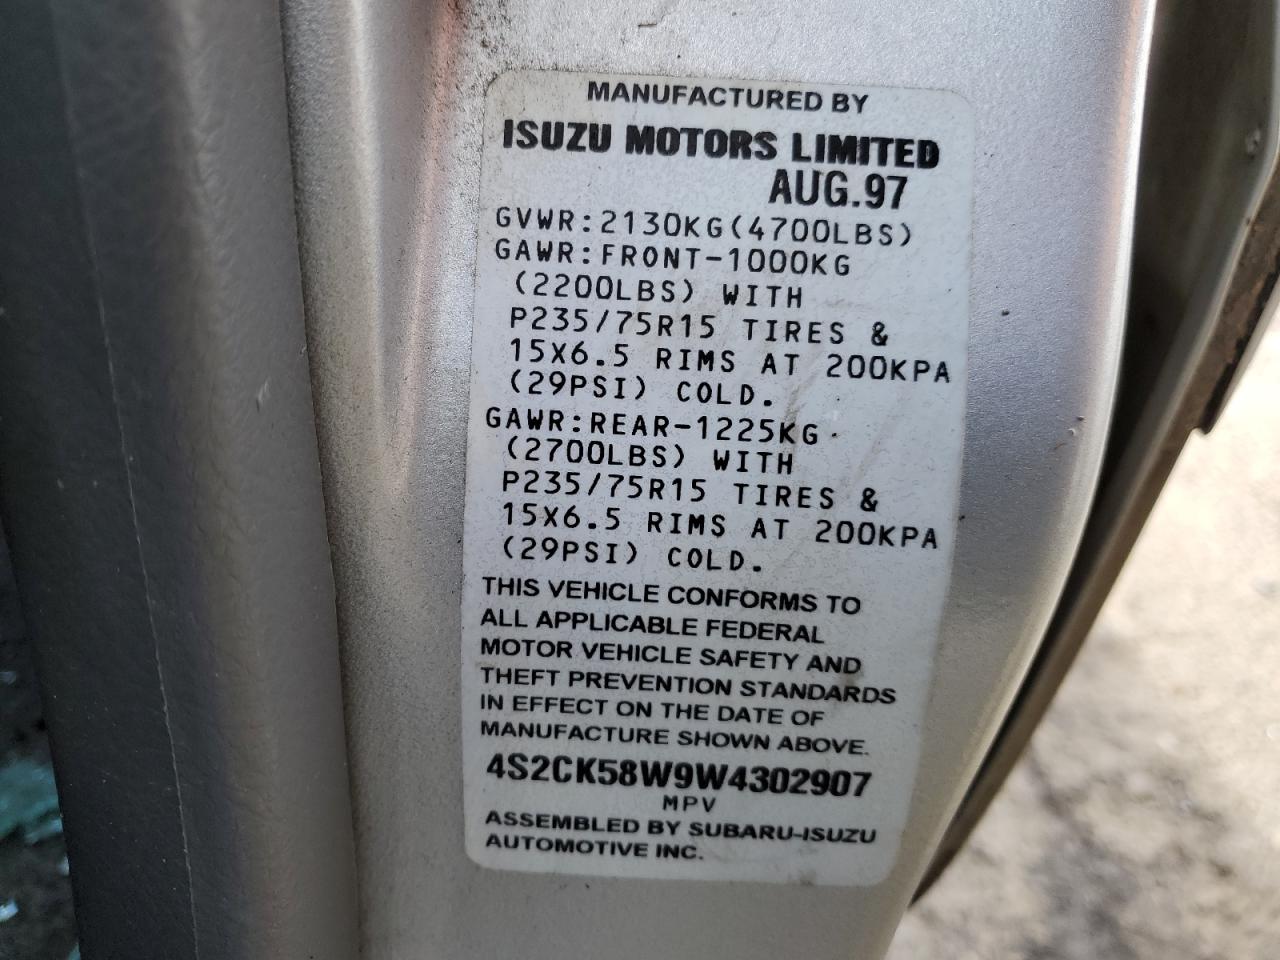 MANUFACTURED BY
ISUZU MOTORS LIMITED
AUG.97
GVWR:2130KG(4700LBS)
GAWR:FRONT-1000KG
(2200LBS) WITH
P235/75R15 TIRES &
15X6.5 RIMS AT 200KPA
(29PSI) COLD.
GAWR:REAR-1225KG
(2700LBS) WITH
P235/75R15 TIRES &
15X6.5 RIMS AT 200KPA
(29PSI) COLD.
THIS VEHICLE CONFORMS TO
ALL APPLICABLE FEDERAL
MOTOR VEHICLE SAFETY AND
THEFT PREVENTION STANDARDS
IN EFFECT ON THE DATE OF
MANUFACTURE SHOWN ABOVE.
4S2CK58W9W4302907
MPV
ASSEMBLED BY SUBARU-ISUZU
AUTOMOTIVE INC.